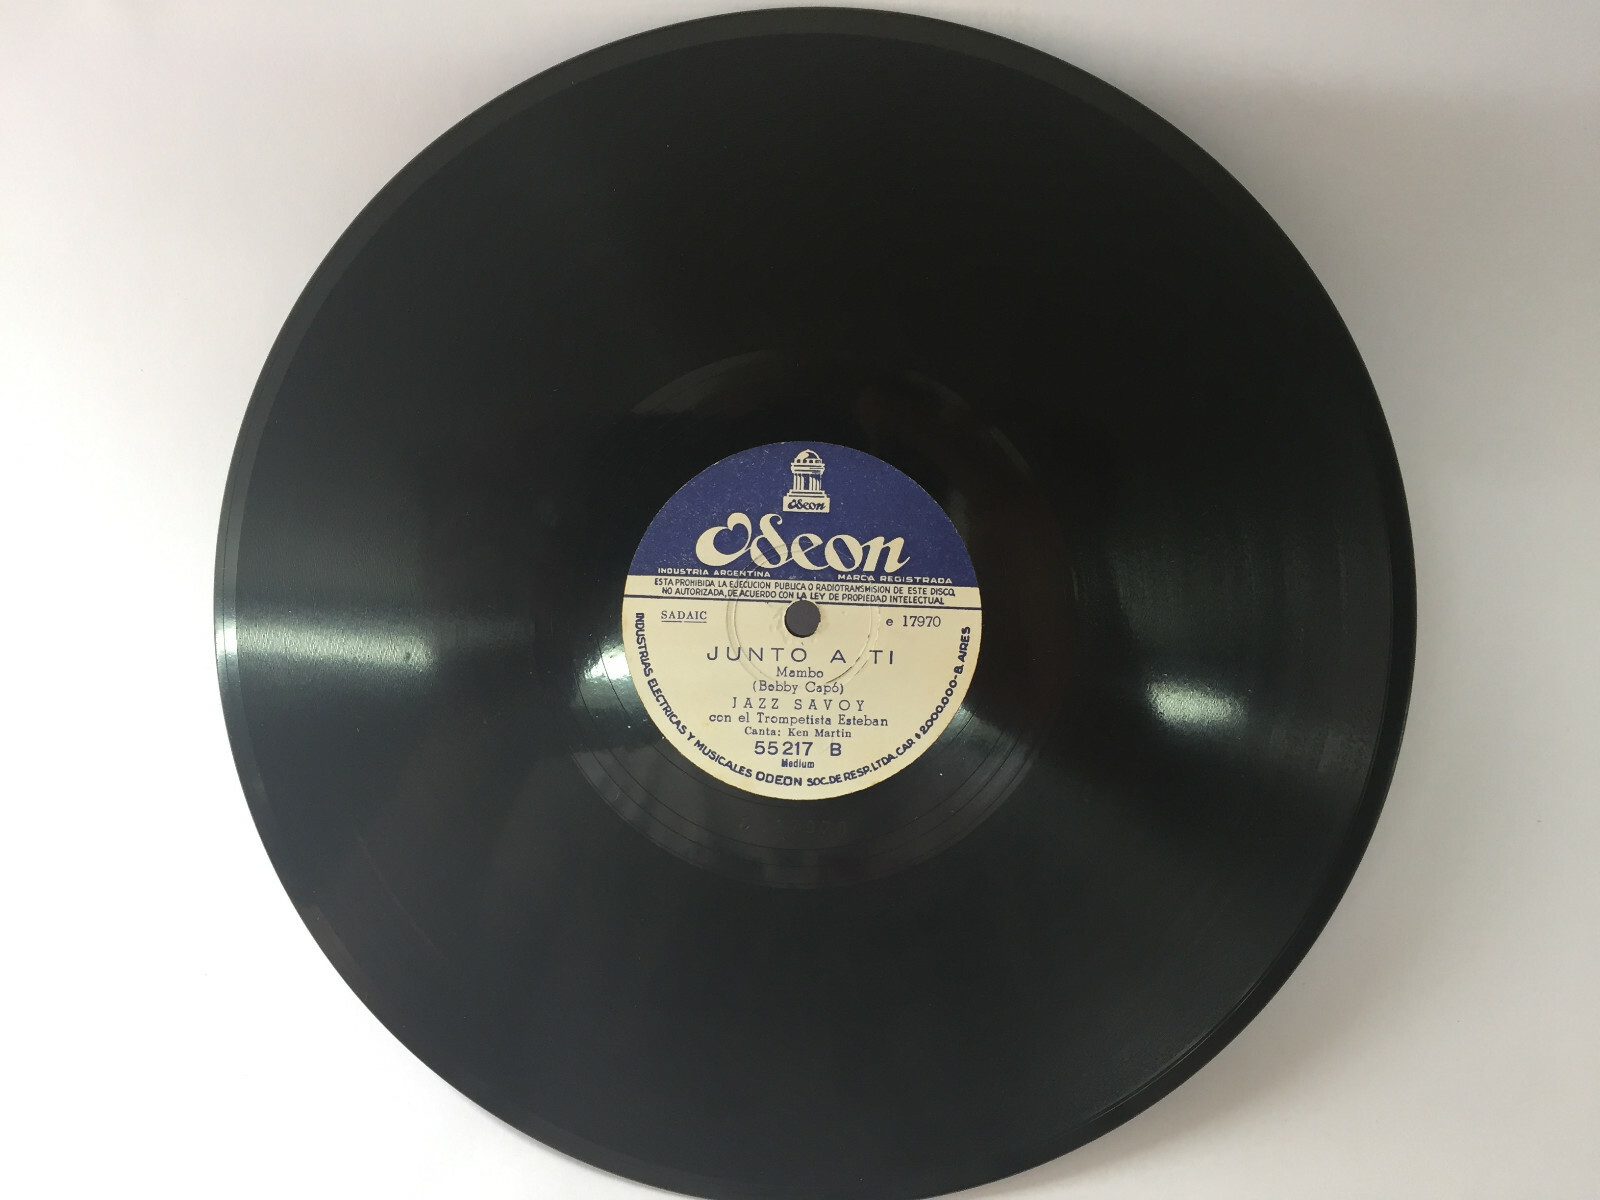 Odeon
Odeon
INDUSTRIA ARGENTINA MARCA REGISTRADA
ESTA PROHIBIDA LA EJECUCION PUBLICA O RADIOTRANSMISION DE ESTE DISCO,
NO AUTORIZADA, DE ACUERDO CON LA LEY DE PROPIEDAD INTELECTUAL
SADAIC e 17970
JUNTO A TI
Mambo
(Bobby Capó)
JAZZ SAVOY
con el Trompetista Esteban
Canta: Ken Martin
55217 B
Medium
INDUSTRIAS ELECTRICAS Y MUSICALES ODEON SOC. DE RESP. LTDA. CAP. $ 2.000.000-B. AIRES